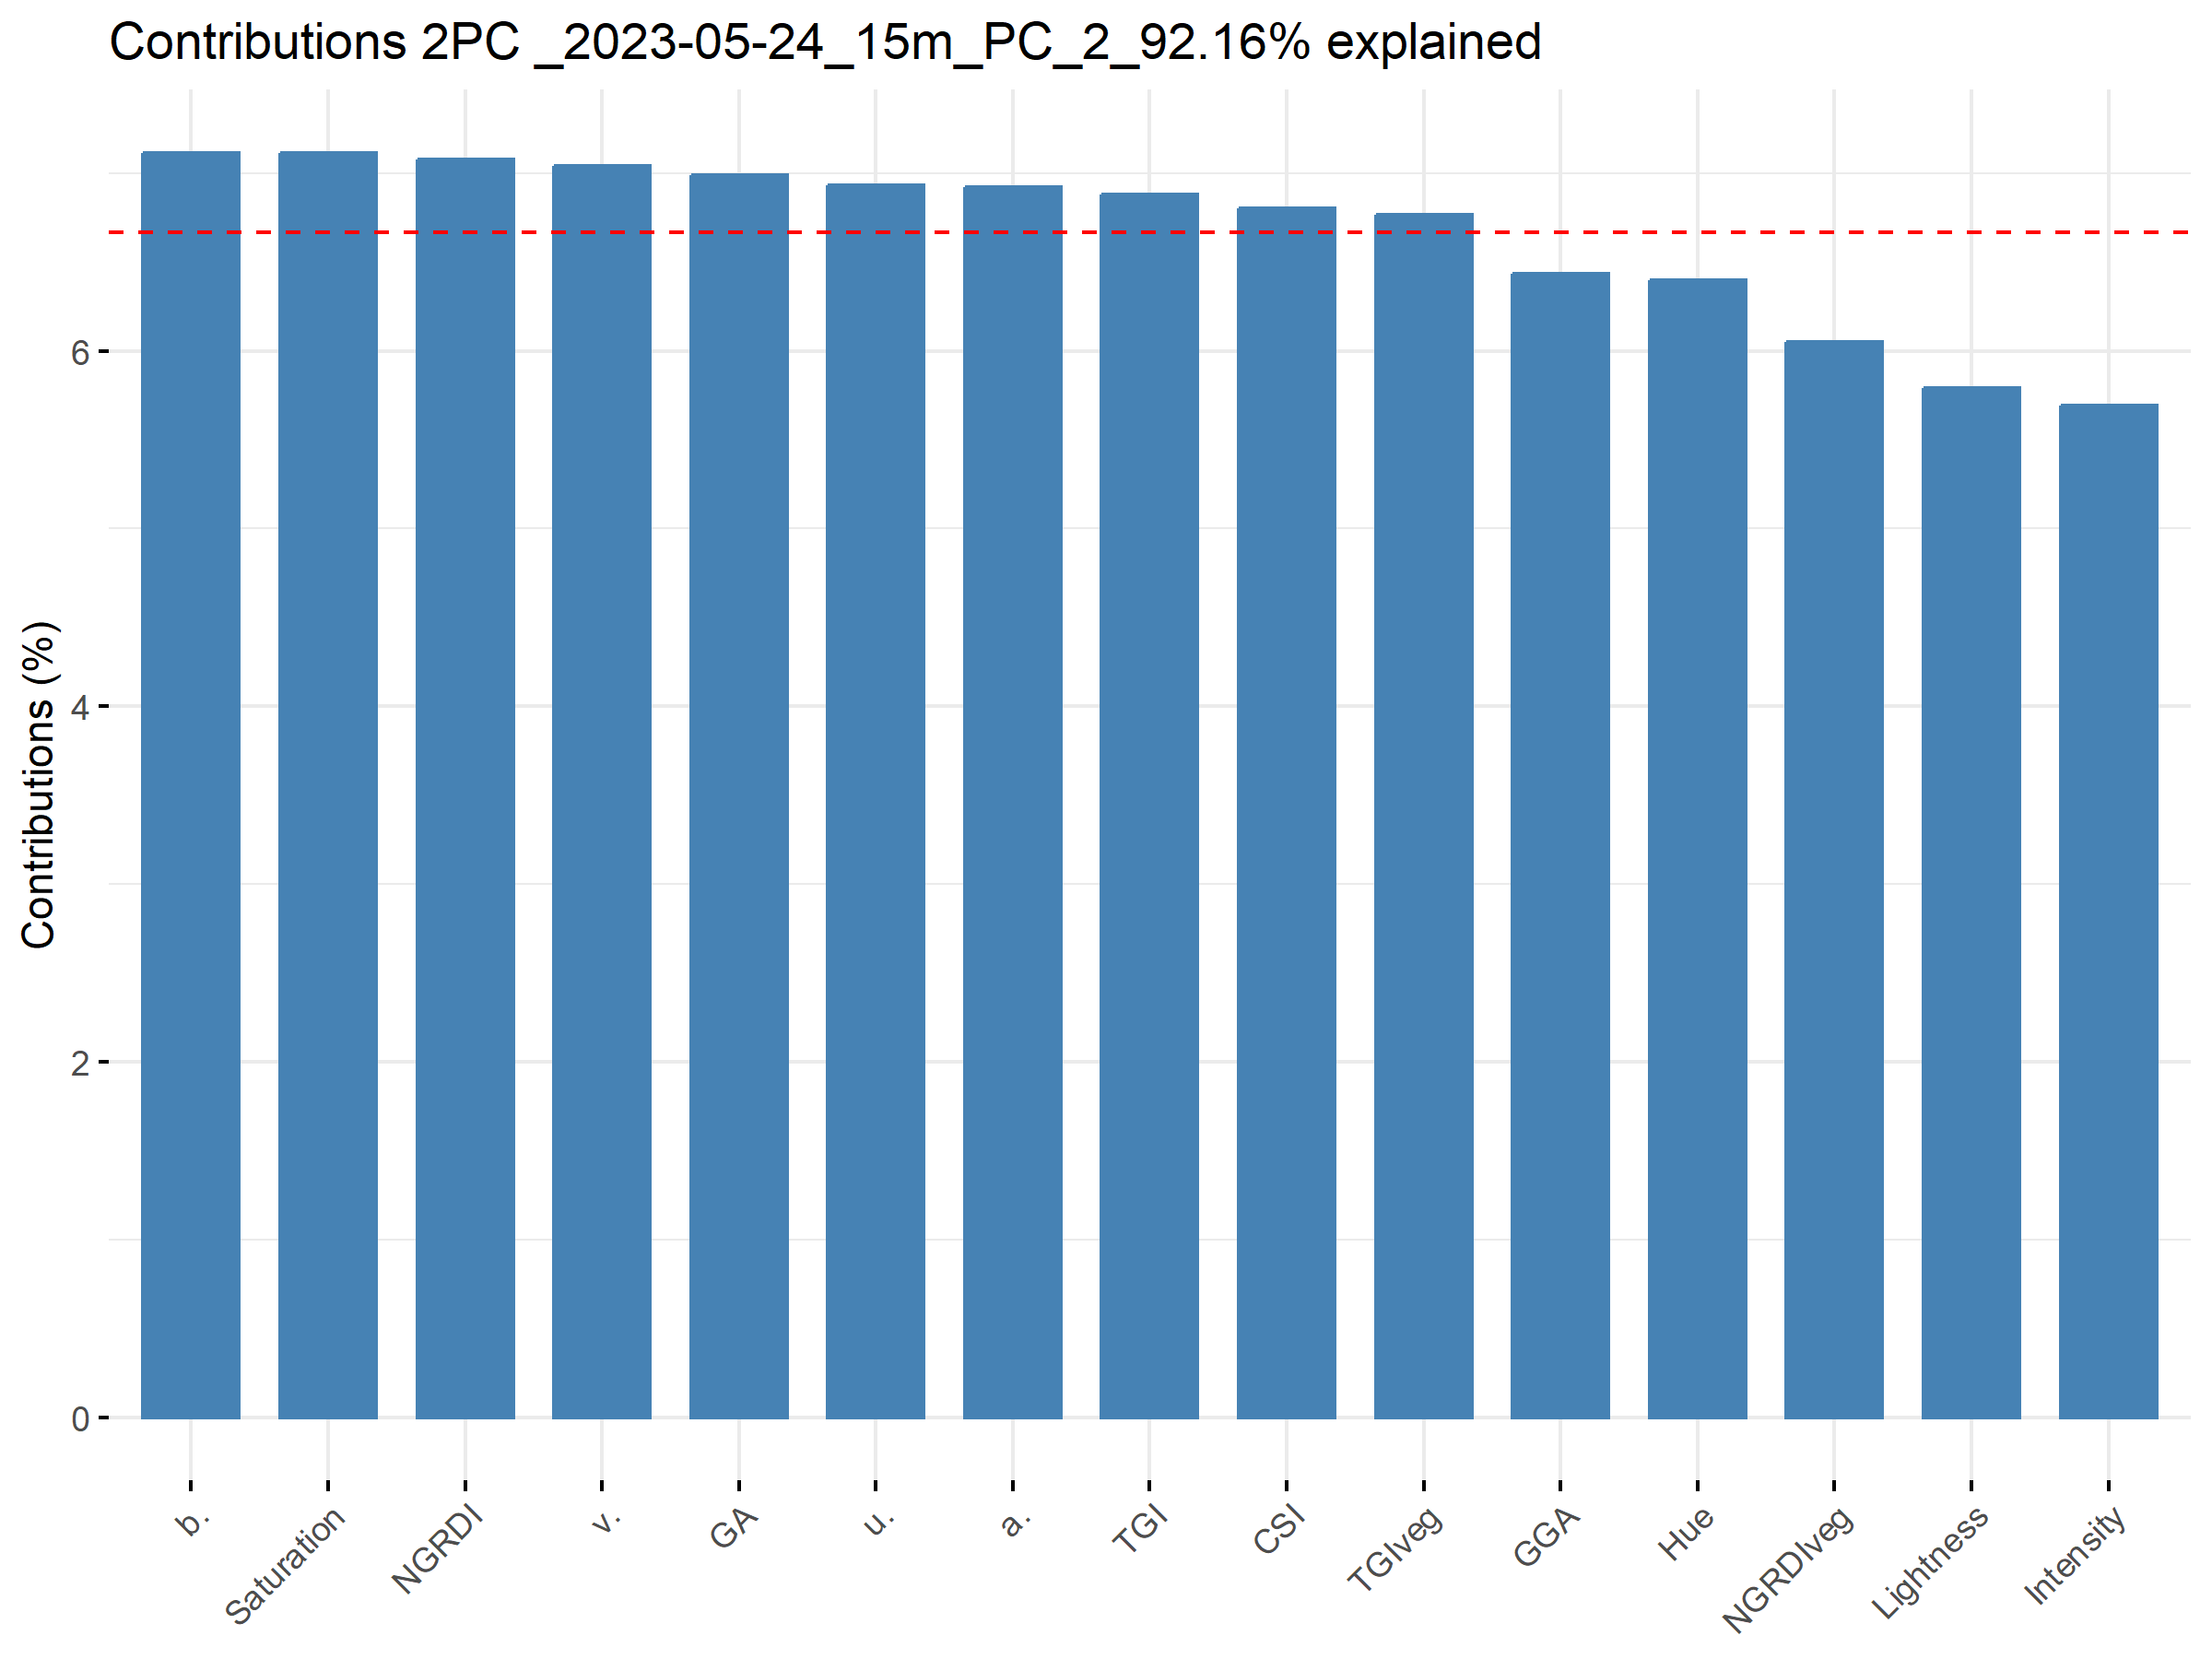 Contributions 2PC _2023-05-24_15m_PC_2_92.16% explained
Contributions (%)
6
4
2
0
b.
Saturation
NGRDI
v.
GA
u.
a.
TGI
CSI
TGIveg
GGA
Hue
NGRDIveg
Lightness
Intensity